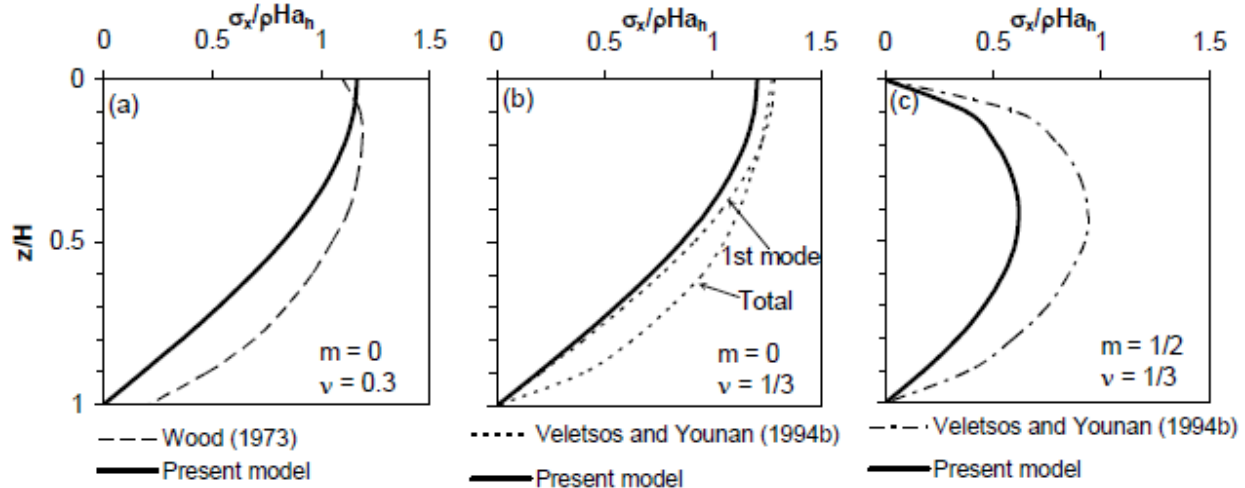 σx/ρHah
σx/ρHah
σx/ρHah
0 0.5 1 1.5
0 0.5 1 1.5
0 0.5 1 1.5
0
0.5
1
z/H
(a)
m = 0
ν = 0.3
(b)
1st mode
Total
m = 0
ν = 1/3
(c)
m = 1/2
ν = 1/3
Wood (1973)
Present model
Veletsos and Younan (1994b)
Present model
Veletsos and Younan (1994b)
Present model